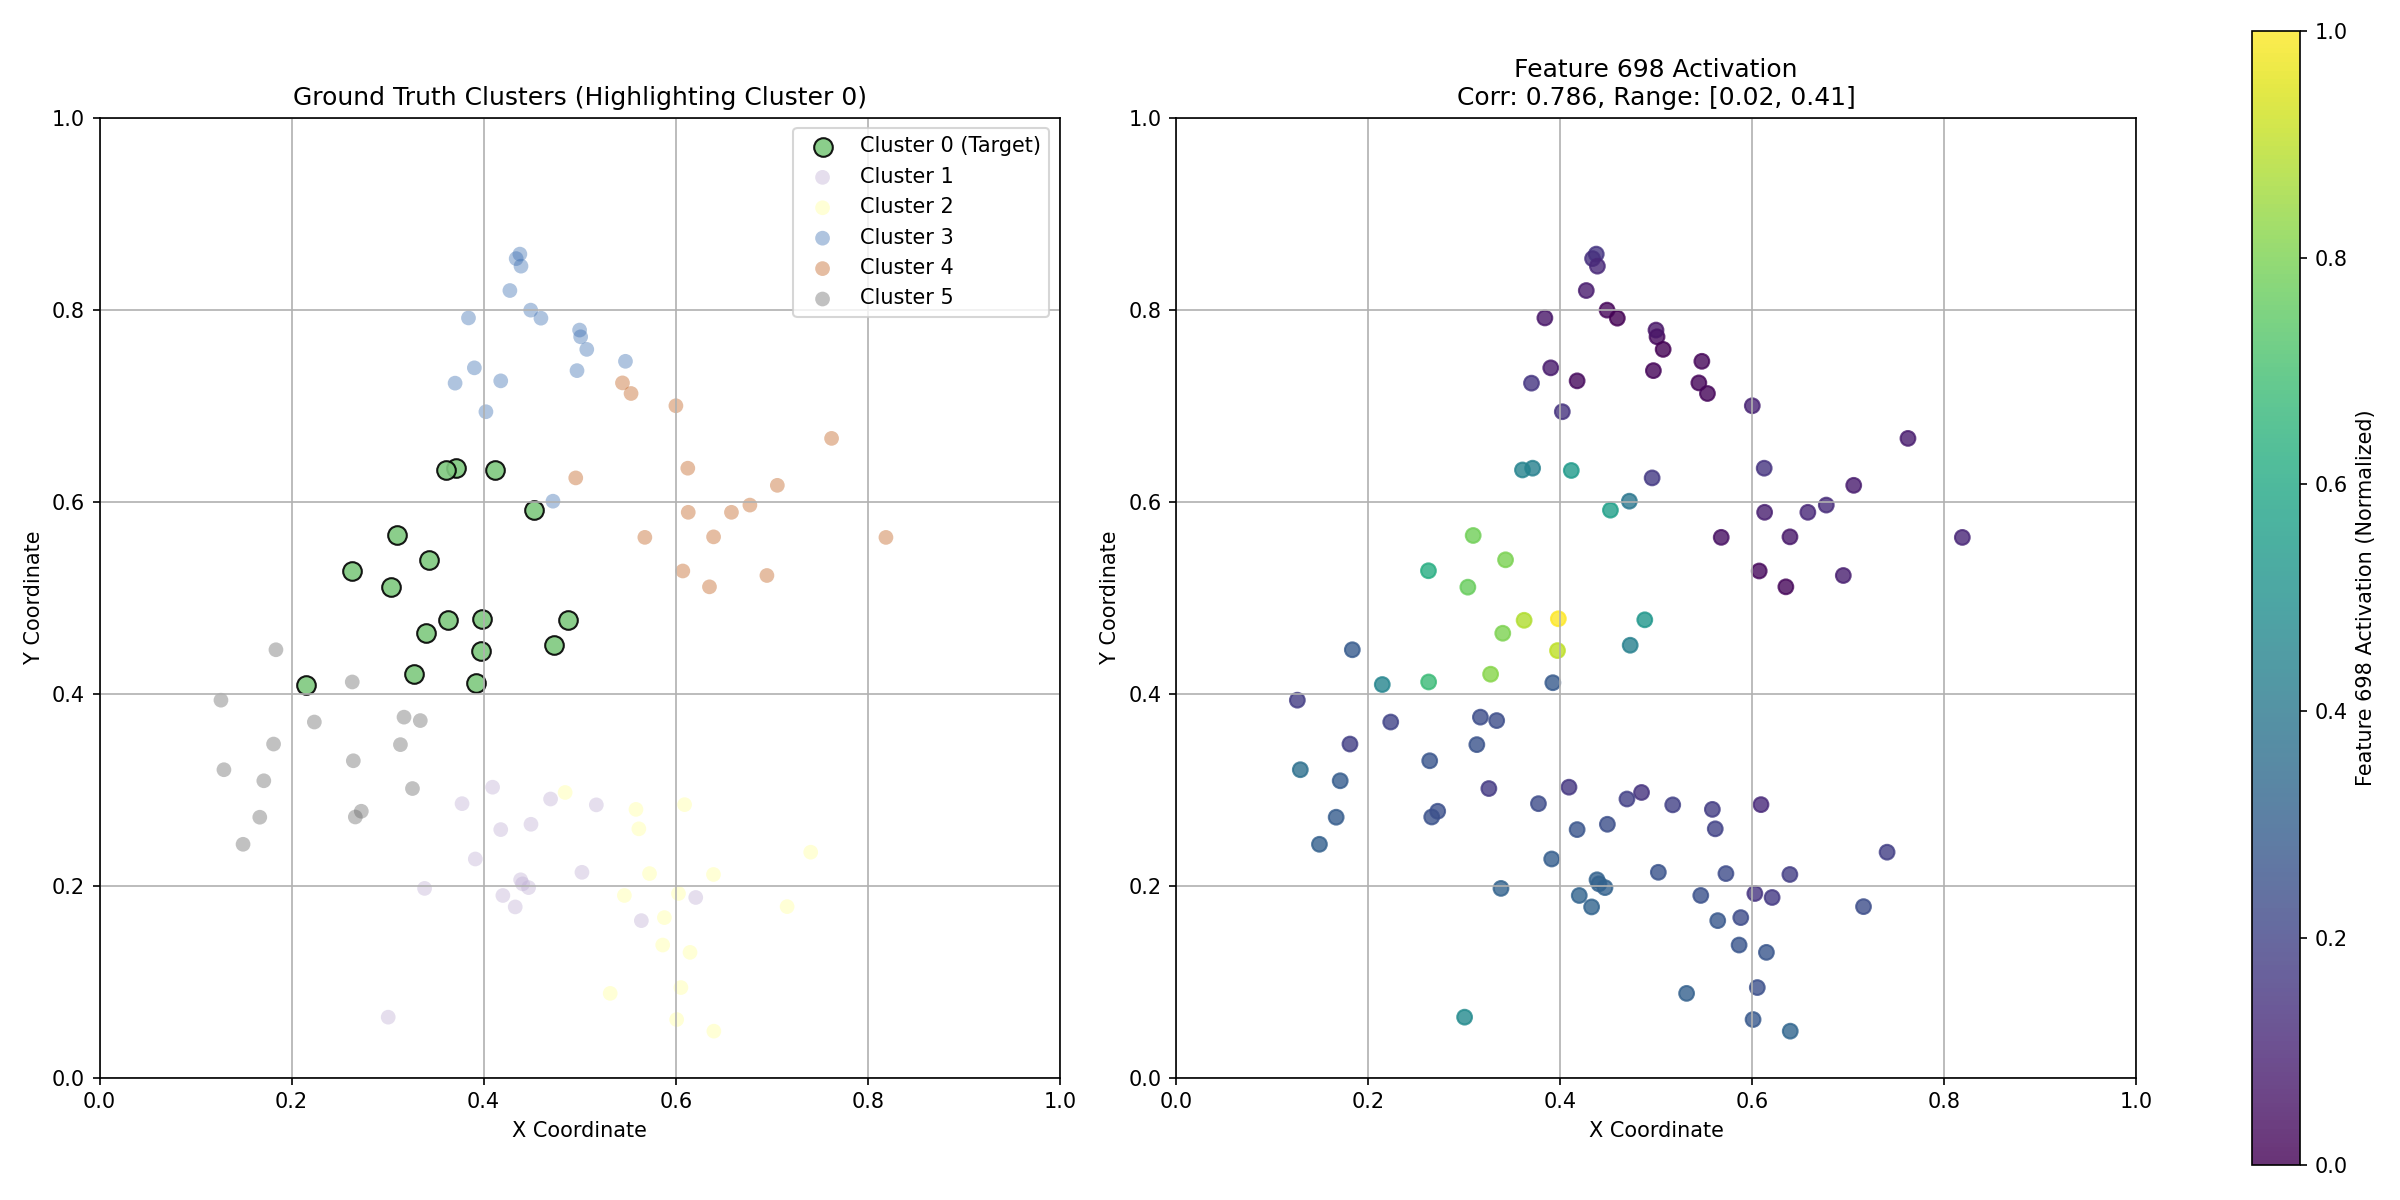 Ground Truth Clusters (Highlighting Cluster 0)
Cluster 0 (Target)
Cluster 1
Cluster 2
Cluster 3
Cluster 4
Cluster 5
1.0
0.8
0.6
0.4
0.2
0.0
Y Coordinate
0.0 0.2 0.4 0.6 0.8 1.0
X Coordinate
Feature 698 Activation
Corr: 0.786, Range: [0.02, 0.41]
1.0
0.8
0.6
0.4
0.2
0.0
Y Coordinate
0.0 0.2 0.4 0.6 0.8 1.0
X Coordinate
1.0
0.8
0.6
0.4
0.2
0.0
Feature 698 Activation (Normalized)